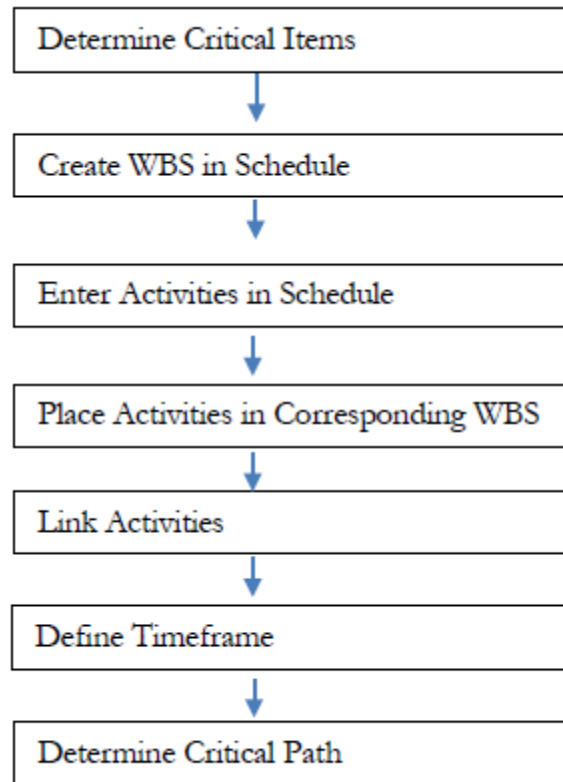 Determine Critical Items
Create WBS in Schedule
Enter Activities in Schedule
Place Activities in Corresponding WBS
Link Activities
Define Timeframe
Determine Critical Path